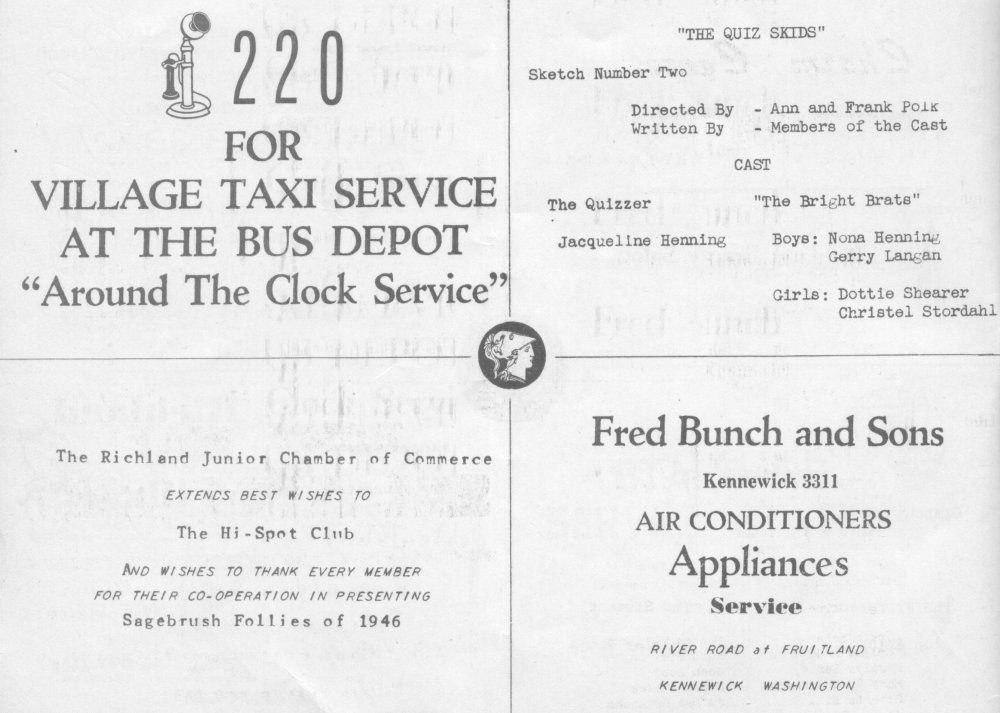 220
FOR
VILLAGE TAXI SERVICE
AT THE BUS DEPOT
“Around The Clock Service”
"THE QUIZ SKIDS"
Sketch Number Two
Directed By - Ann and Frank Polk
Written By - Members of the Cast
CAST
The Quizzer "The Bright Brats"
Jacqueline Henning Boys: Nona Henning
Gerry Langan
Girls: Dottie Shearer
Christel Stordahl
The Richland Junior Chamber of Commerce
EXTENDS BEST WISHES TO
The Hi-Spot Club
AND WISHES TO THANK EVERY MEMBER
FOR THEIR CO-OPERATION IN PRESENTING
Sagebrush Follies of 1946
Fred Bunch and Sons
Kennewick 3311
AIR CONDITIONERS
Appliances
Service
RIVER ROAD at FRUITLAND
KENNEWICK WASHINGTON